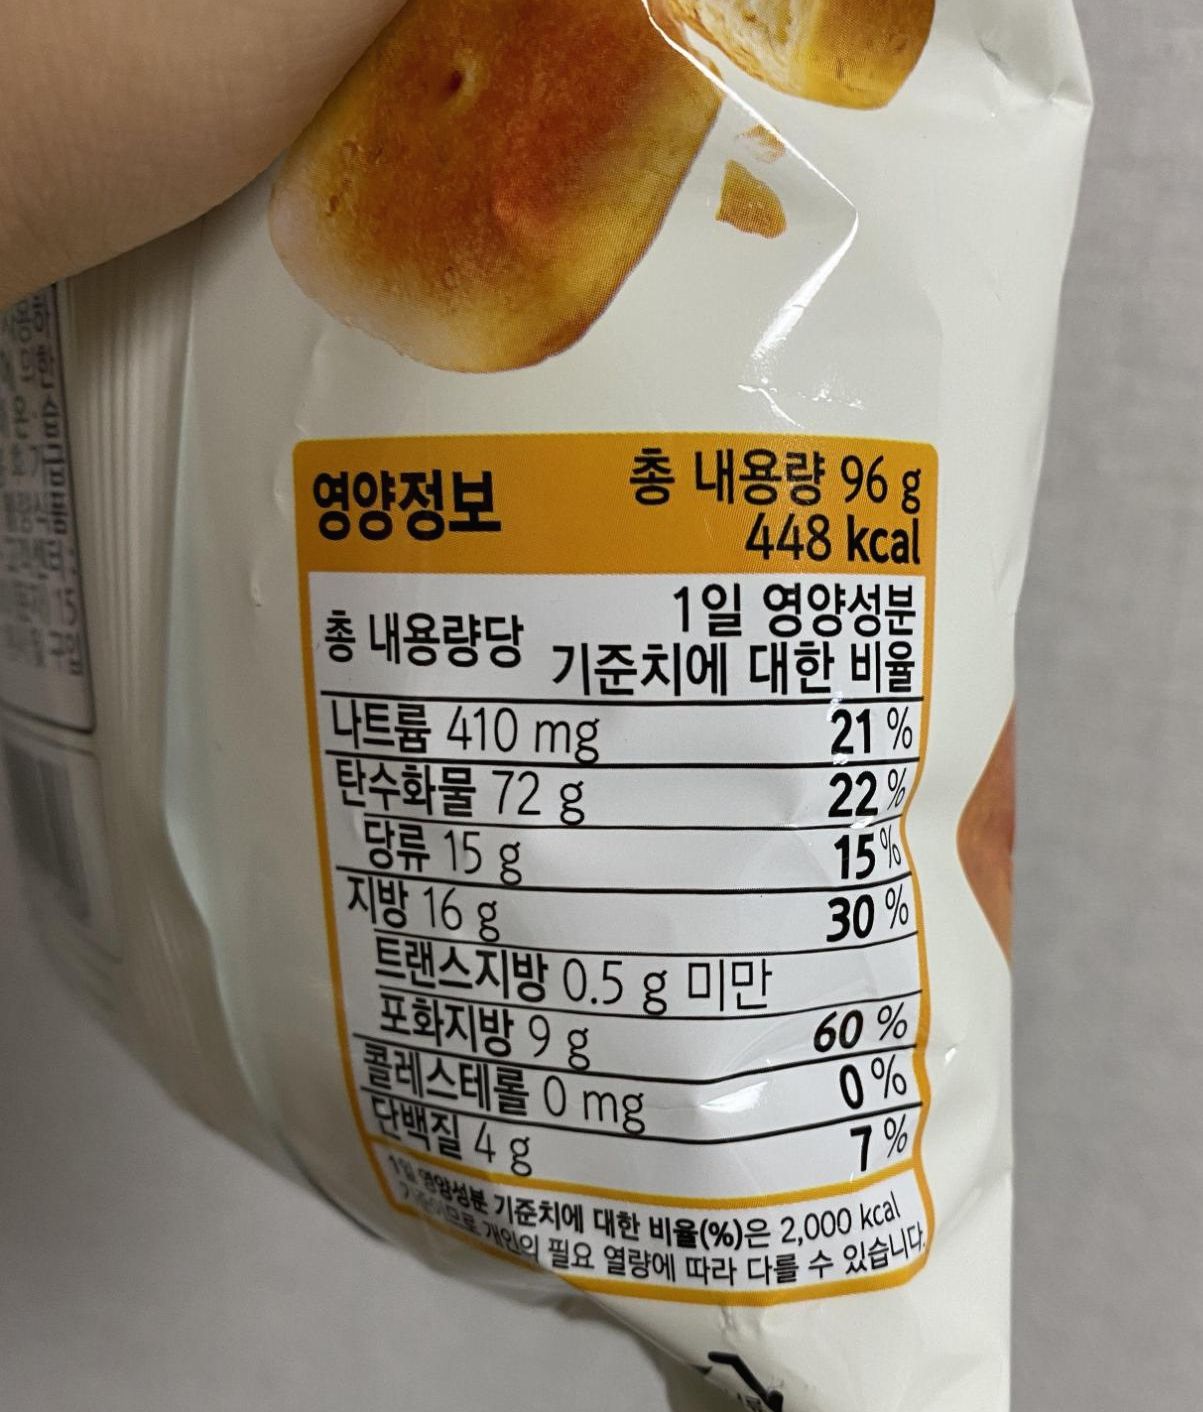 영양정보
총 내용량 96 g
448 kcal
총 내용량당
1일 영양성분
기준치에 대한 비율
나트륨 410 mg 21 %
탄수화물 72 g 22 %
당류 15 g 15 %
지방 16 g 30 %
트랜스지방 0.5 g 미만
포화지방 9 g 60 %
콜레스테롤 0 mg 0 %
단백질 4 g 7 %
1일 영양성분 기준치에 대한 비율(%)은 2,000 kcal
기준이므로 개인의 필요 열량에 따라 다를 수 있습니다.